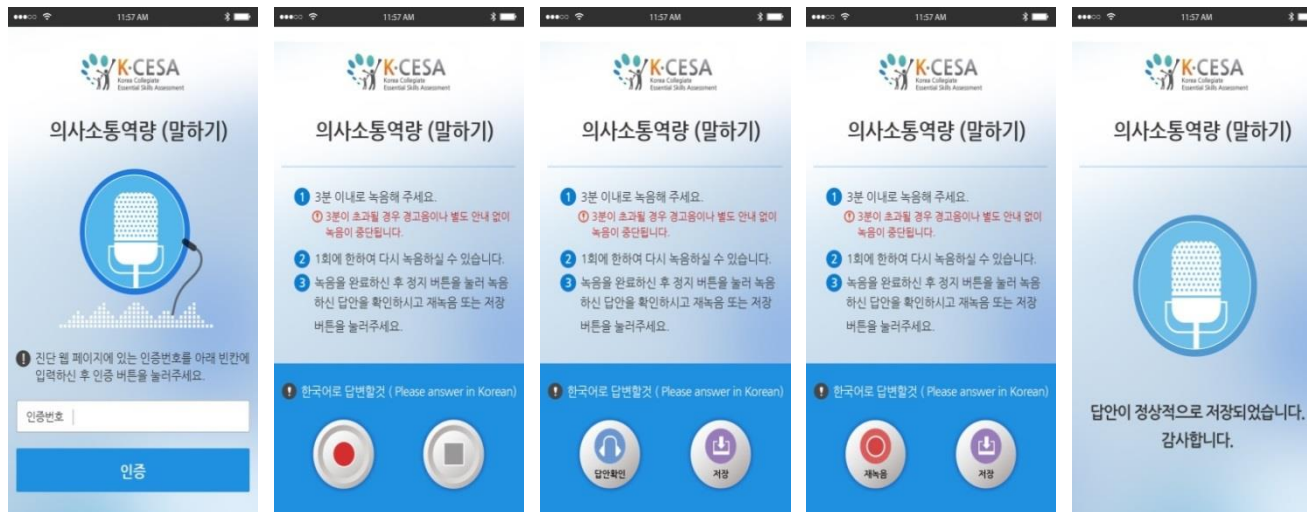 11:57 AM
K·CESA
Korea Collegiate
Essential Skills Assessment
의사소통역량 (말하기)
진단 웹 페이지에 있는 인증번호를 아래 빈칸에
입력하신 후 인증 버튼을 눌러주세요.
인증번호
인증
11:57 AM
K·CESA
Korea Collegiate
Essential Skills Assessment
의사소통역량 (말하기)
1 3분 이내로 녹음해 주세요.
3분이 초과될 경우 경고음이나 별도 안내 없이
녹음이 중단됩니다.
2 1회에 한하여 다시 녹음하실 수 있습니다.
3 녹음을 완료하신 후 정지 버튼을 눌러 녹음
하신 답안을 확인하시고 재녹음 또는 저장
버튼을 눌러주세요.
한국어로 답변할것 ( Please answer in Korean)
11:57 AM
K·CESA
Korea Collegiate
Essential Skills Assessment
의사소통역량 (말하기)
1 3분 이내로 녹음해 주세요.
3분이 초과될 경우 경고음이나 별도 안내 없이
녹음이 중단됩니다.
2 1회에 한하여 다시 녹음하실 수 있습니다.
3 녹음을 완료하신 후 정지 버튼을 눌러 녹음
하신 답안을 확인하시고 재녹음 또는 저장
버튼을 눌러주세요.
한국어로 답변할것 ( Please answer in Korean)
답안확인
저장
11:57 AM
K·CESA
Korea Collegiate
Essential Skills Assessment
의사소통역량 (말하기)
1 3분 이내로 녹음해 주세요.
3분이 초과될 경우 경고음이나 별도 안내 없이
녹음이 중단됩니다.
2 1회에 한하여 다시 녹음하실 수 있습니다.
3 녹음을 완료하신 후 정지 버튼을 눌러 녹음
하신 답안을 확인하시고 재녹음 또는 저장
버튼을 눌러주세요.
한국어로 답변할것 ( Please answer in Korean)
재녹음
저장
11:57 AM
K·CESA
Korea Collegiate
Essential Skills Assessment
의사소통역량 (말하기)
답안이 정상적으로 저장되었습니다.
감사합니다.